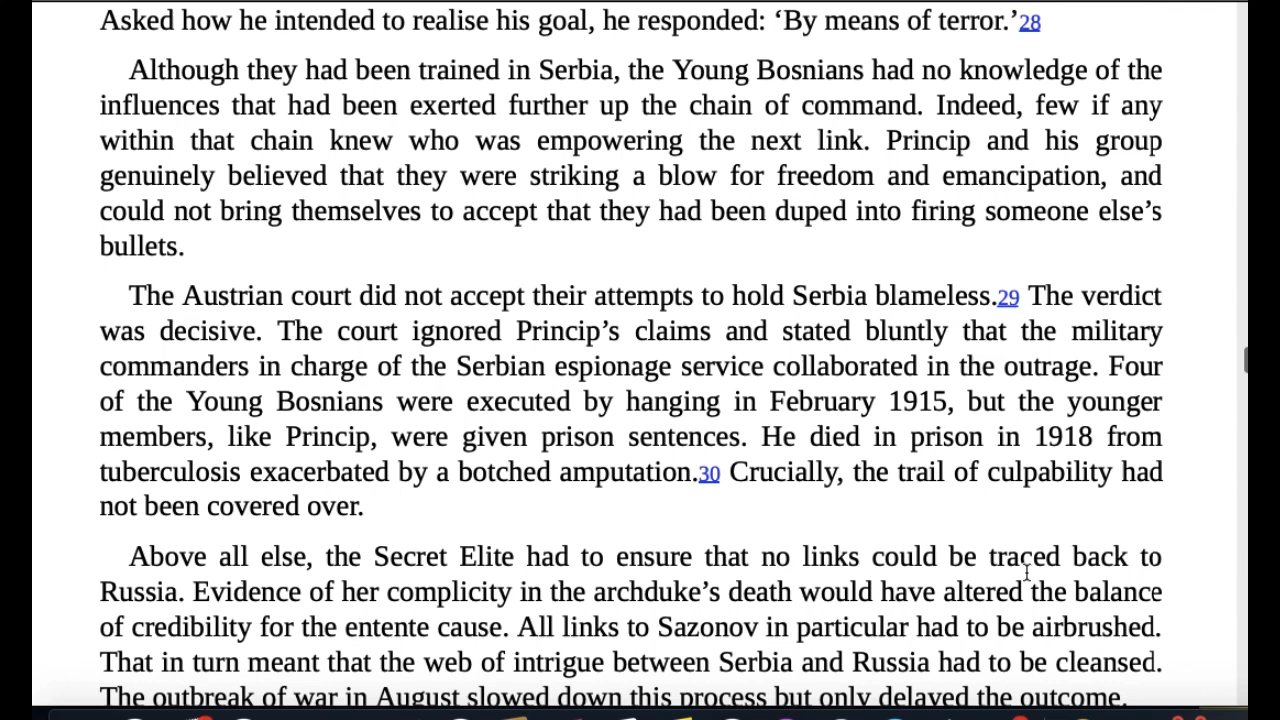 Asked how he intended to realise his goal, he responded: ‘By means of terror.’28
Although they had been trained in Serbia, the Young Bosnians had no knowledge of the
influences that had been exerted further up the chain of command. Indeed, few if any
within that chain knew who was empowering the next link. Princip and his group
genuinely believed that they were striking a blow for freedom and emancipation, and
could not bring themselves to accept that they had been duped into firing someone else’s
bullets.
The Austrian court did not accept their attempts to hold Serbia blameless.29 The verdict
was decisive. The court ignored Princip’s claims and stated bluntly that the military
commanders in charge of the Serbian espionage service collaborated in the outrage. Four
of the Young Bosnians were executed by hanging in February 1915, but the younger
members, like Princip, were given prison sentences. He died in prison in 1918 from
tuberculosis exacerbated by a botched amputation.30 Crucially, the trail of culpability had
not been covered over.
Above all else, the Secret Elite had to ensure that no links could be traced back to
Russia. Evidence of her complicity in the archduke’s death would have altered the balance
of credibility for the entente cause. All links to Sazonov in particular had to be airbrushed.
That in turn meant that the web of intrigue between Serbia and Russia had to be cleansed.
The outbreak of war in August slowed down this process but only delayed the outcome.